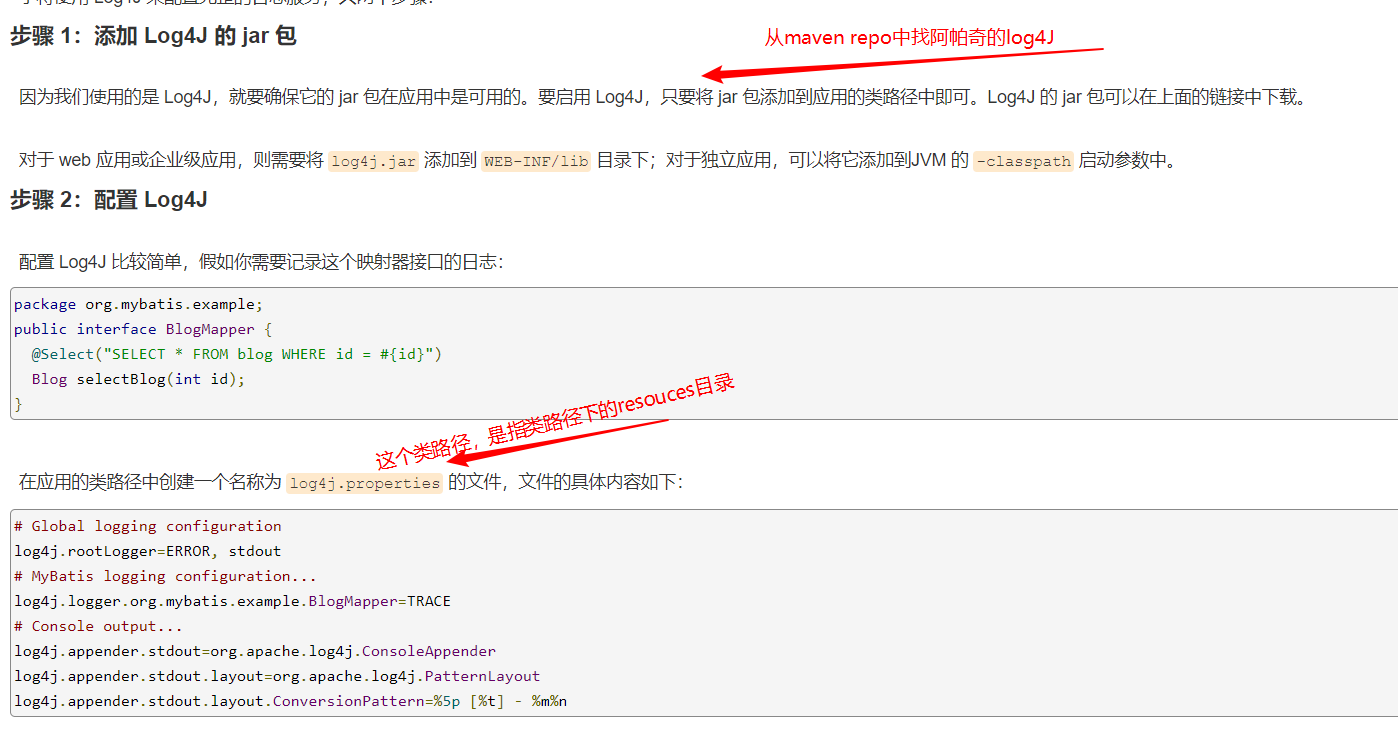 步骤 1：添加 Log4J 的 jar 包
从maven repo中找阿帕奇的log4J
因为我们使用的是 Log4J，就要确保它的 jar 包在应用中是可用的。要启用 Log4J，只要将 jar 包添加到应用的类路径中即可。Log4J 的 jar 包可以在上面的链接中下载。
对于 web 应用或企业级应用，则需要将 log4j.jar 添加到 WEB-INF/lib 目录下；对于独立应用，可以将它添加到JVM 的 -classpath 启动参数中。
步骤 2：配置 Log4J
配置 Log4J 比较简单，假如你需要记录这个映射器接口的日志：
package org.mybatis.example;
public interface BlogMapper {
@Select("SELECT * FROM blog WHERE id = #{id}")
Blog selectBlog(int id);
}
这个类路径，是指类路径下的resouces目录
在应用的类路径中创建一个名称为 log4j.properties 的文件，文件的具体内容如下：
# Global logging configuration
log4j.rootLogger=ERROR, stdout
# MyBatis logging configuration...
log4j.logger.org.mybatis.example.BlogMapper=TRACE
# Console output...
log4j.appender.stdout=org.apache.log4j.ConsoleAppender
log4j.appender.stdout.layout=org.apache.log4j.PatternLayout
log4j.appender.stdout.layout.ConversionPattern=%5p [%t] - %m%n